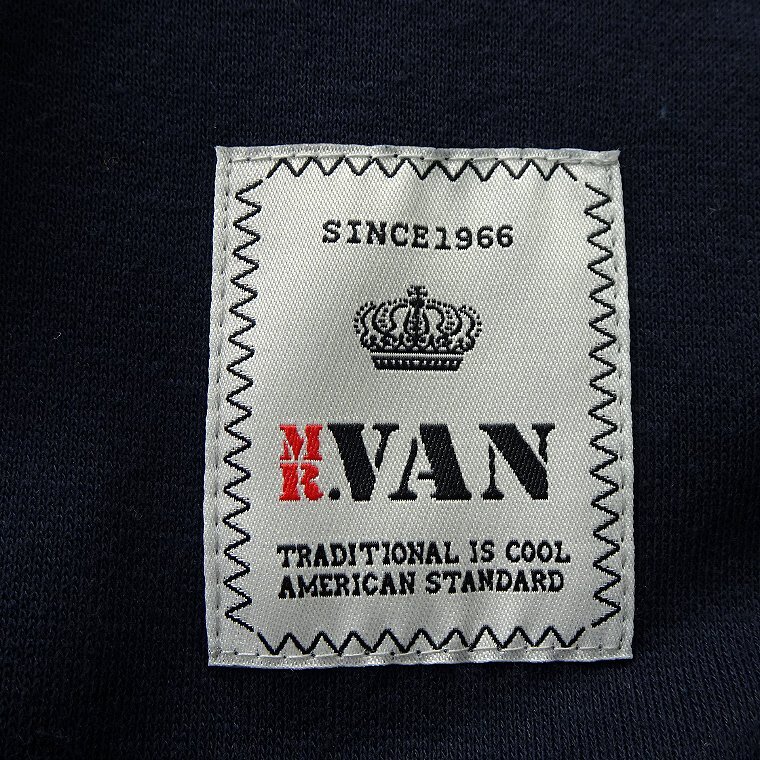 SINCE1966
MR.VAN
TRADITIONAL IS COOL
AMERICAN STANDARD